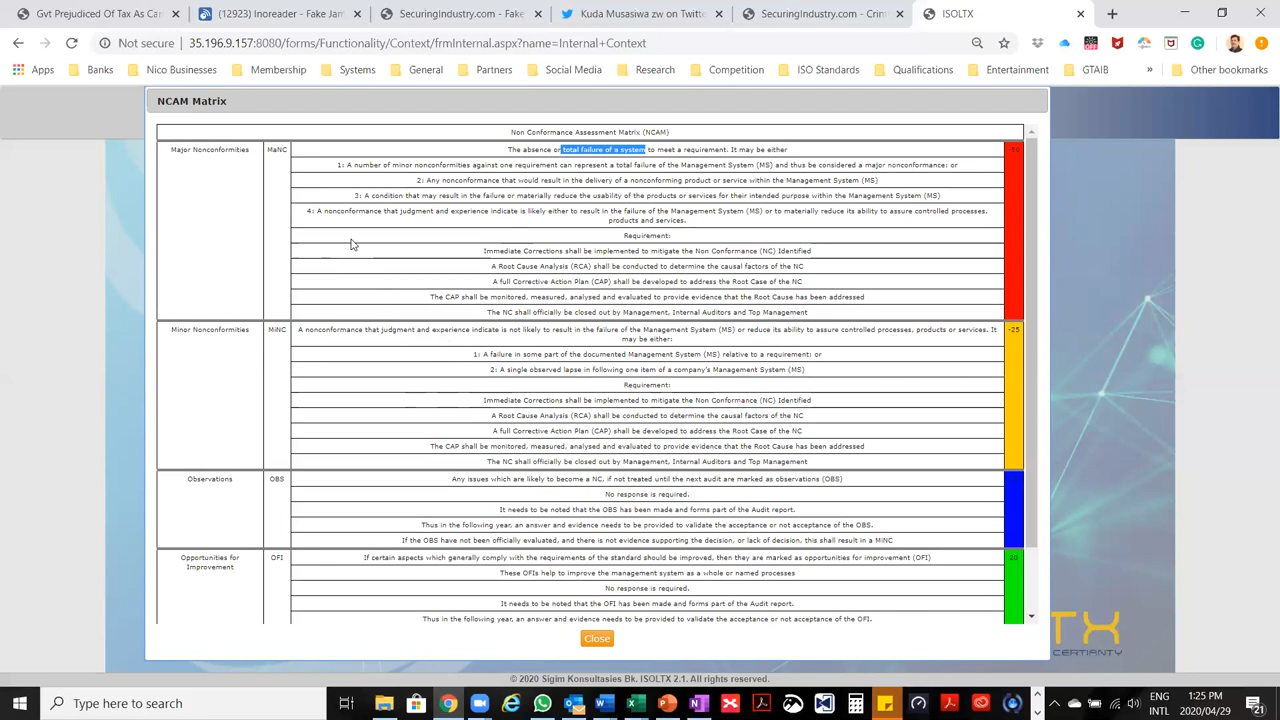 Gvt Prejudiced Of Tax As Car
(12923) Inoreader - Fake Jam
SecuringIndustry.com - Fake
Kuda Musasiwa zw on Twitte
SecuringIndustry.com - Crim
ISOLTX
Not secure
35.196.9.157:8080/forms/Functionality/Context/frmInternal.aspx?name=Internal+Context
Apps
Banks
Nico Businesses
Membership
Systems
General
Partners
Social Media
Research
Competition
ISO Standards
Qualifications
Entertainment
GTAIB
»
Other bookmarks
NCAM Matrix
Non Conformance Assessment Matrix (NCAM)
Major Nonconformities
MaNC
The absence or total failure of a system to meet a requirement. It may be either
-50
1: A number of minor nonconformities against one requirement can represent a total failure of the Management System (MS) and thus be considered a major nonconformance; or
2: Any nonconformance that would result in the delivery of a nonconforming product or service within the Management System (MS)
3: A condition that may result in the failure or materially reduce the usability of the products or services for their intended purpose within the Management System (MS)
4: A nonconformance that judgment and experience indicate is likely either to result in the failure of the Management System (MS) or to materially reduce its ability to assure controlled processes,
products and services.
Requirement:
Immediate Corrections shall be implemented to mitigate the Non Conformance (NC) Identified
A Root Cause Analysis (RCA) shall be conducted to determine the causal factors of the NC
A full Corrective Action Plan (CAP) shall be developed to address the Root Case of the NC
The CAP shall be monitored, measured, analysed and evaluated to provide evidence that the Root Cause has been addressed
The NC shall officially be closed out by Management, Internal Auditors and Top Management
Minor Nonconformities
MiNC
A nonconformance that judgment and experience indicate is not likely to result in the failure of the Management System (MS) or reduce its ability to assure controlled processes, products or services. It
may be either:
-25
1: A failure in some part of the documented Management System (MS) relative to a requirement; or
2: A single observed lapse in following one item of a company's Management System (MS)
Requirement:
Immediate Corrections shall be implemented to mitigate the Non Conformance (NC) Identified
A Root Cause Analysis (RCA) shall be conducted to determine the causal factors of the NC
A full Corrective Action Plan (CAP) shall be developed to address the Root Case of the NC
The CAP shall be monitored, measured, analysed and evaluated to provide evidence that the Root Cause has been addressed
The NC shall officially be closed out by Management, Internal Auditors and Top Management
Observations
OBS
Any issues which are likely to become a NC, if not treated until the next audit are marked as observations (OBS)
No response is required.
It needs to be noted that the OBS has been made and forms part of the Audit report.
Thus in the following year, an answer and evidence needs to be provided to validate the acceptance or not acceptance of the OBS.
If the OBS have not been officially evaluated, and there is not evidence supporting the decision, or lack of decision, this shall result in a MiNC
Opportunities for
Improvement
OFI
If certain aspects which generally comply with the requirements of the standard should be improved, then they are marked as opportunities for improvement (OFI)
20
These OFIs help to improve the management system as a whole or named processes
No response is required.
It needs to be noted that the OFI has been made and forms part of the Audit report.
Thus in the following year, an answer and evidence needs to be provided to validate the acceptance or not acceptance of the OFI.
Close
TX
CERTIANTY
© 2020 Sigim Konsultasies Bk. ISOLTX 2.1. All rights reserved.
Type here to search
ENG
INTL
1:25 PM
2020/04/29
21